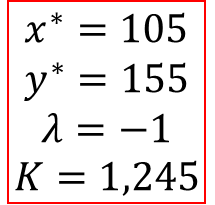 x* = 105
y* = 155
λ = −1
K = 1,245